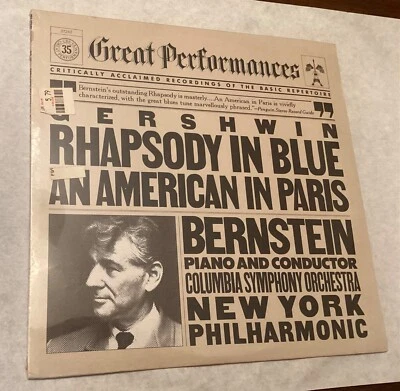 35
Great Performances
CRITICALLY ACCLAIMED RECORDINGS OF THE BASIC REPERTOIRE
"Bernstein's outstanding Rhapsody is masterly....An American in Paris is vividly
characterized, with the great blues tune marvellously phrased."—Penguin Stereo Record Guide
GERSHWIN
RHAPSODY IN BLUE
AN AMERICAN IN PARIS
BERNSTEIN
PIANO AND CONDUCTOR
COLUMBIA SYMPHONY ORCHESTRA
NEW YORK
PHILHARMONIC